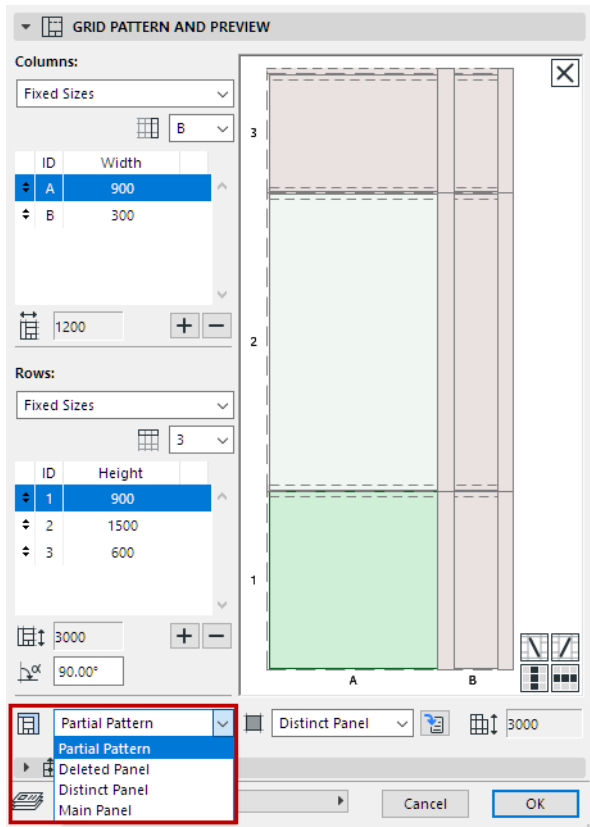 GRID PATTERN AND PREVIEW
Columns:
Fixed Sizes
B
ID Width
A 900
B 300
1200
Rows:
Fixed Sizes
3
ID Height
1 900
2 1500
3 600
3000
α
90.00°
3
2
1
A B
Partial Pattern
Distinct Panel
3000
Partial Pattern
Deleted Panel
Distinct Panel
Main Panel
Cancel
OK